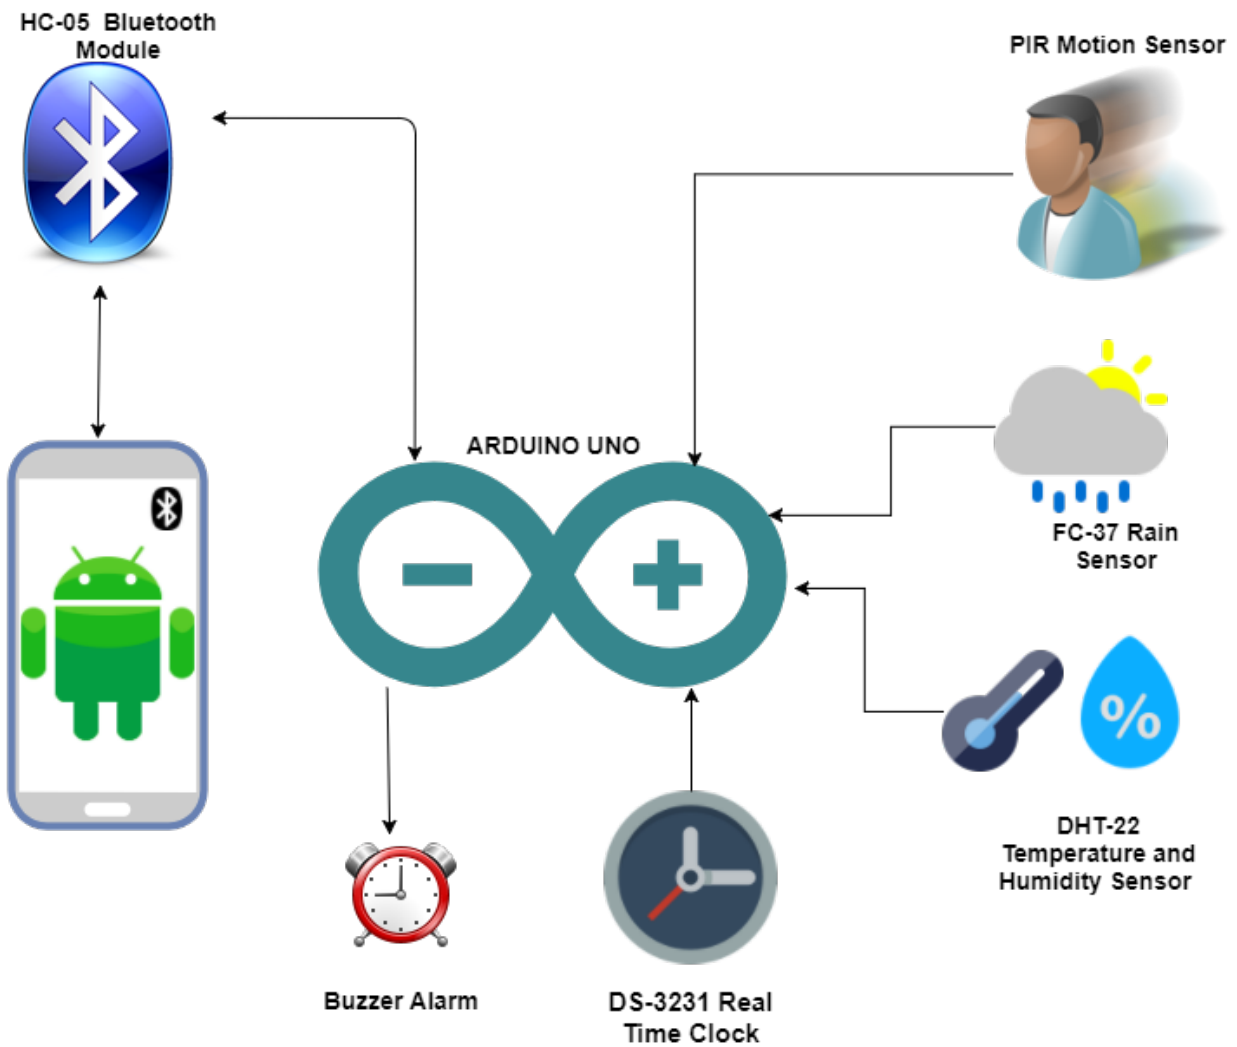 HC-05 Bluetooth
Module
PIR Motion Sensor
ARDUINO UNO
FC-37 Rain
Sensor
%
DHT-22
Temperature and
Humidity Sensor
Buzzer Alarm
DS-3231 Real
Time Clock